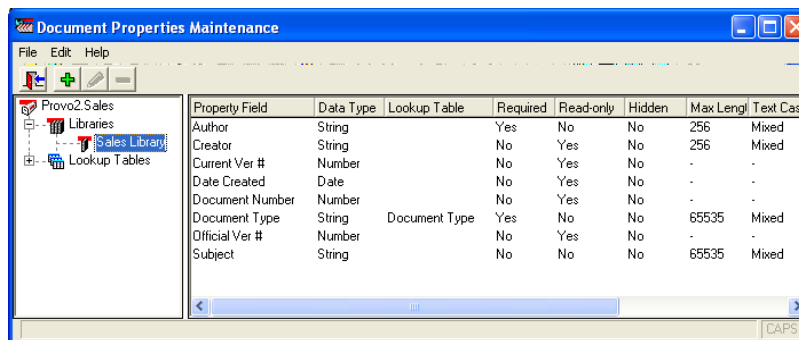 Document Properties Maintenance
File Edit Help
Provo2.Sales
Libraries
Sales Library
Lookup Tables
Property Field Data Type Lookup Table Required Read-only Hidden Max Lengl Text Cas
Author String Yes No No 256 Mixed
Creator String No Yes No 256 Mixed
Current Ver # Number No Yes No - -
Date Created Date No Yes No - -
Document Number Number No Yes No - -
Document Type String Document Type Yes No No 65535 Mixed
Official Ver # Number No Yes No - -
Subject String No No No 65535 Mixed
CAPS